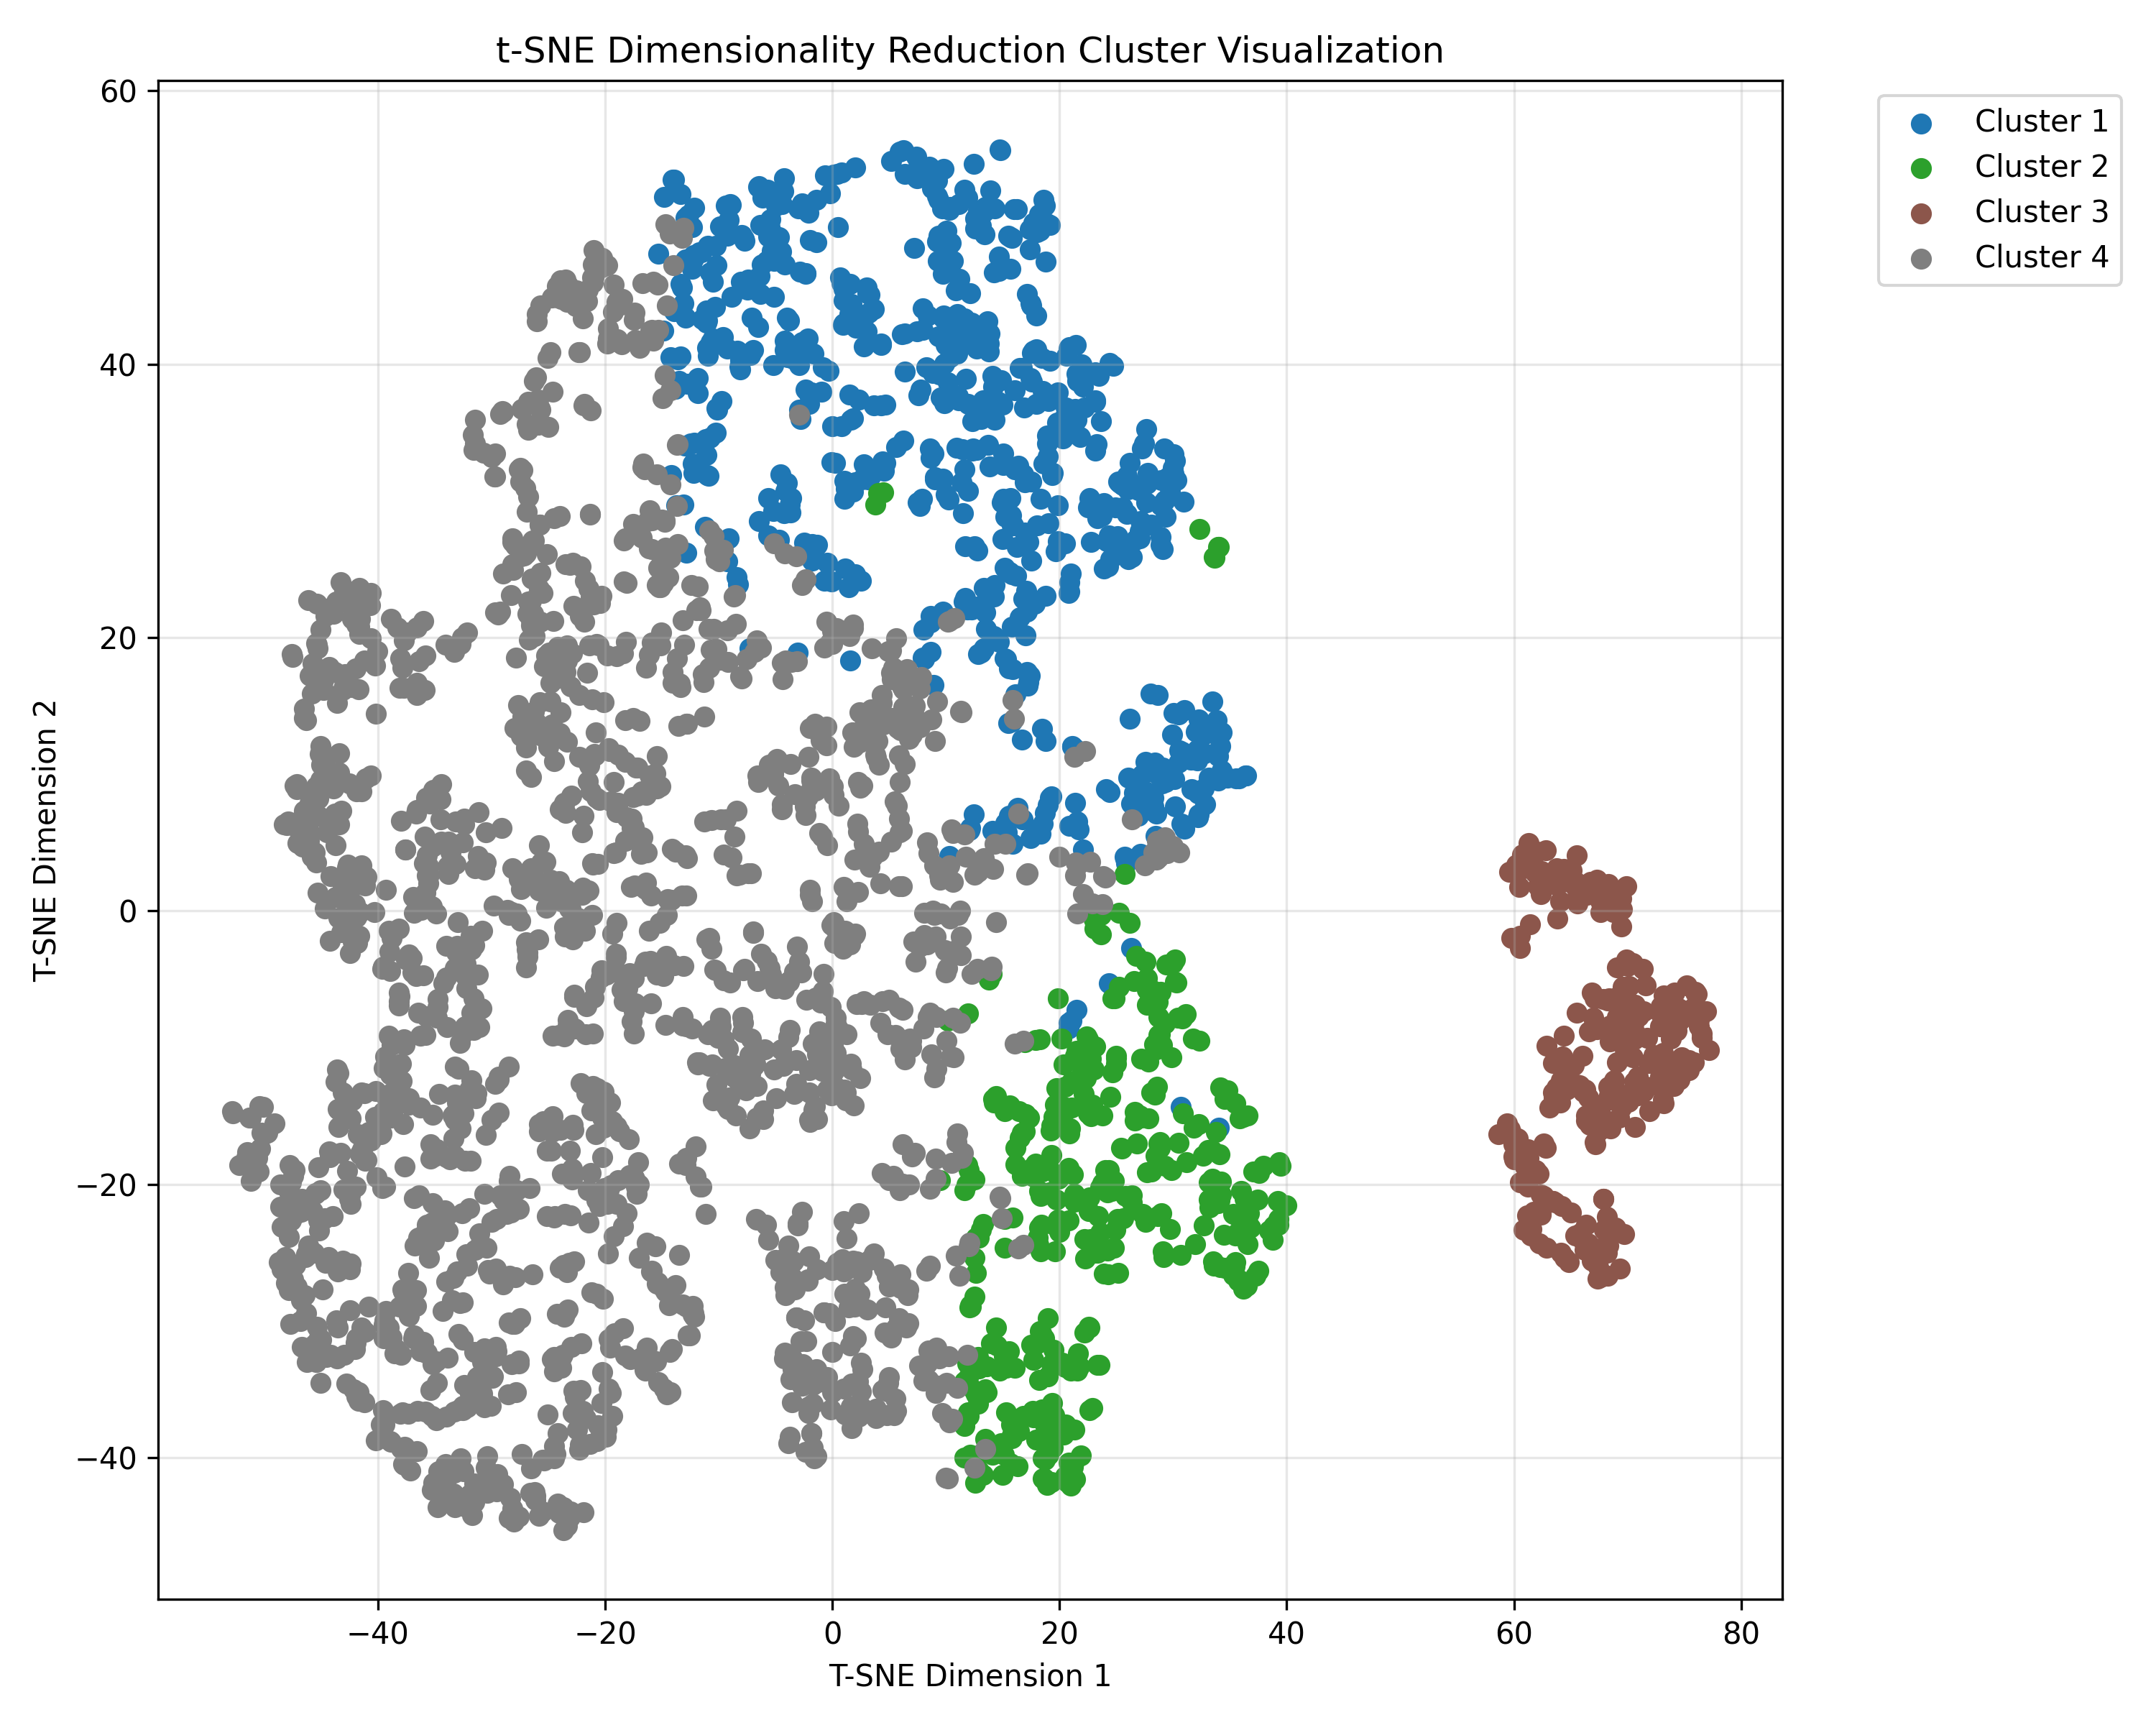 t-SNE Dimensionality Reduction Cluster Visualization
60
40
20
0
−20
−40
T-SNE Dimension 2
−40 −20 0 20 40 60 80
T-SNE Dimension 1
Cluster 1
Cluster 2
Cluster 3
Cluster 4